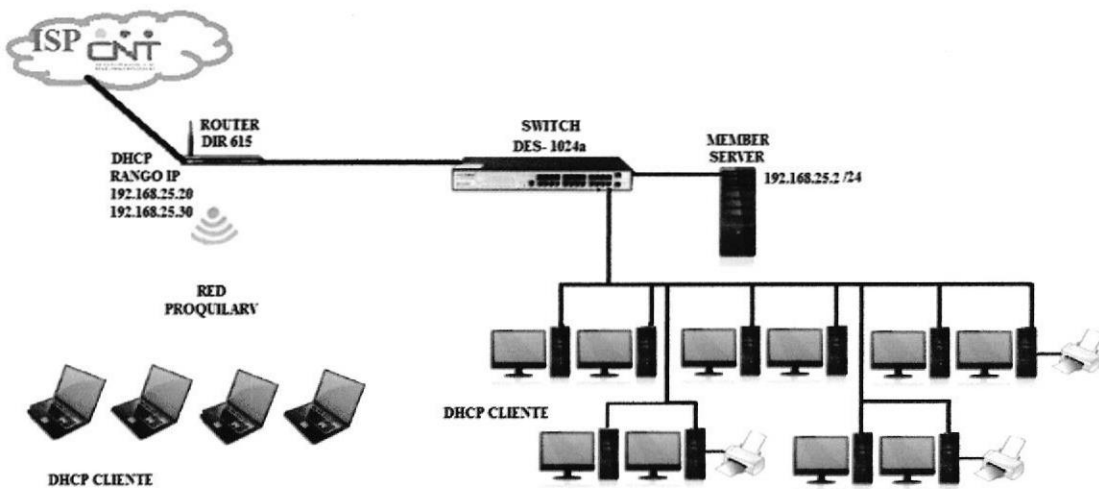 ISP CNT
ROUTER
DIR 615
DHCP
RANGO IP
192.168.25.20
192.168.25.30
SWITCH
DES- 1024a
MEMBER
SERVER
192.168.25.2 /24
RED
PROQUILARV
DHCP CLIENTE
DHCP CLIENTE